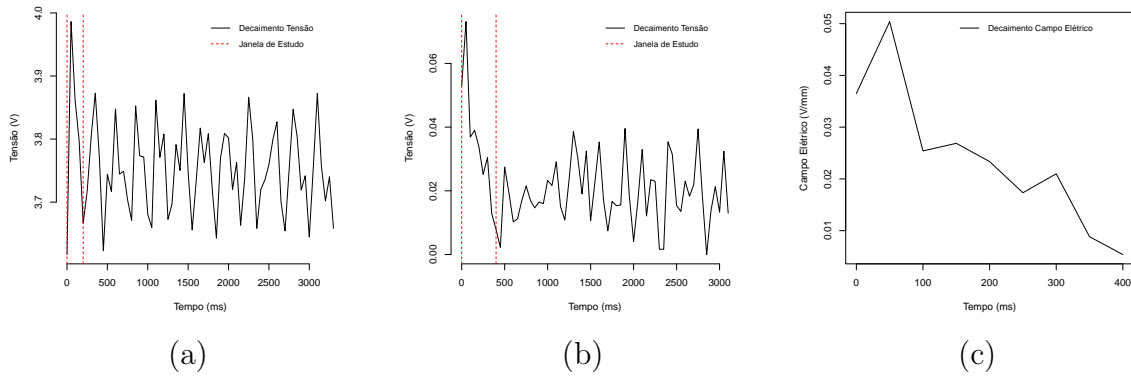 Decaimento Tensão
Janela de Estudo
Tensão (V)
4.0
3.9
3.8
3.7
0 500 1000 1500 2000 2500 3000
Tempo (ms)
(a)
Decaimento Tensão
Janela de Estudo
Tensão (V)
0.06
0.04
0.02
0.00
0 500 1000 1500 2000 2500 3000
Tempo (ms)
(b)
Decaimento Campo Elétrico
Campo Elétrico (V/mm)
0.05
0.04
0.03
0.02
0.01
0 100 200 300 400
Tempo (ms)
(c)